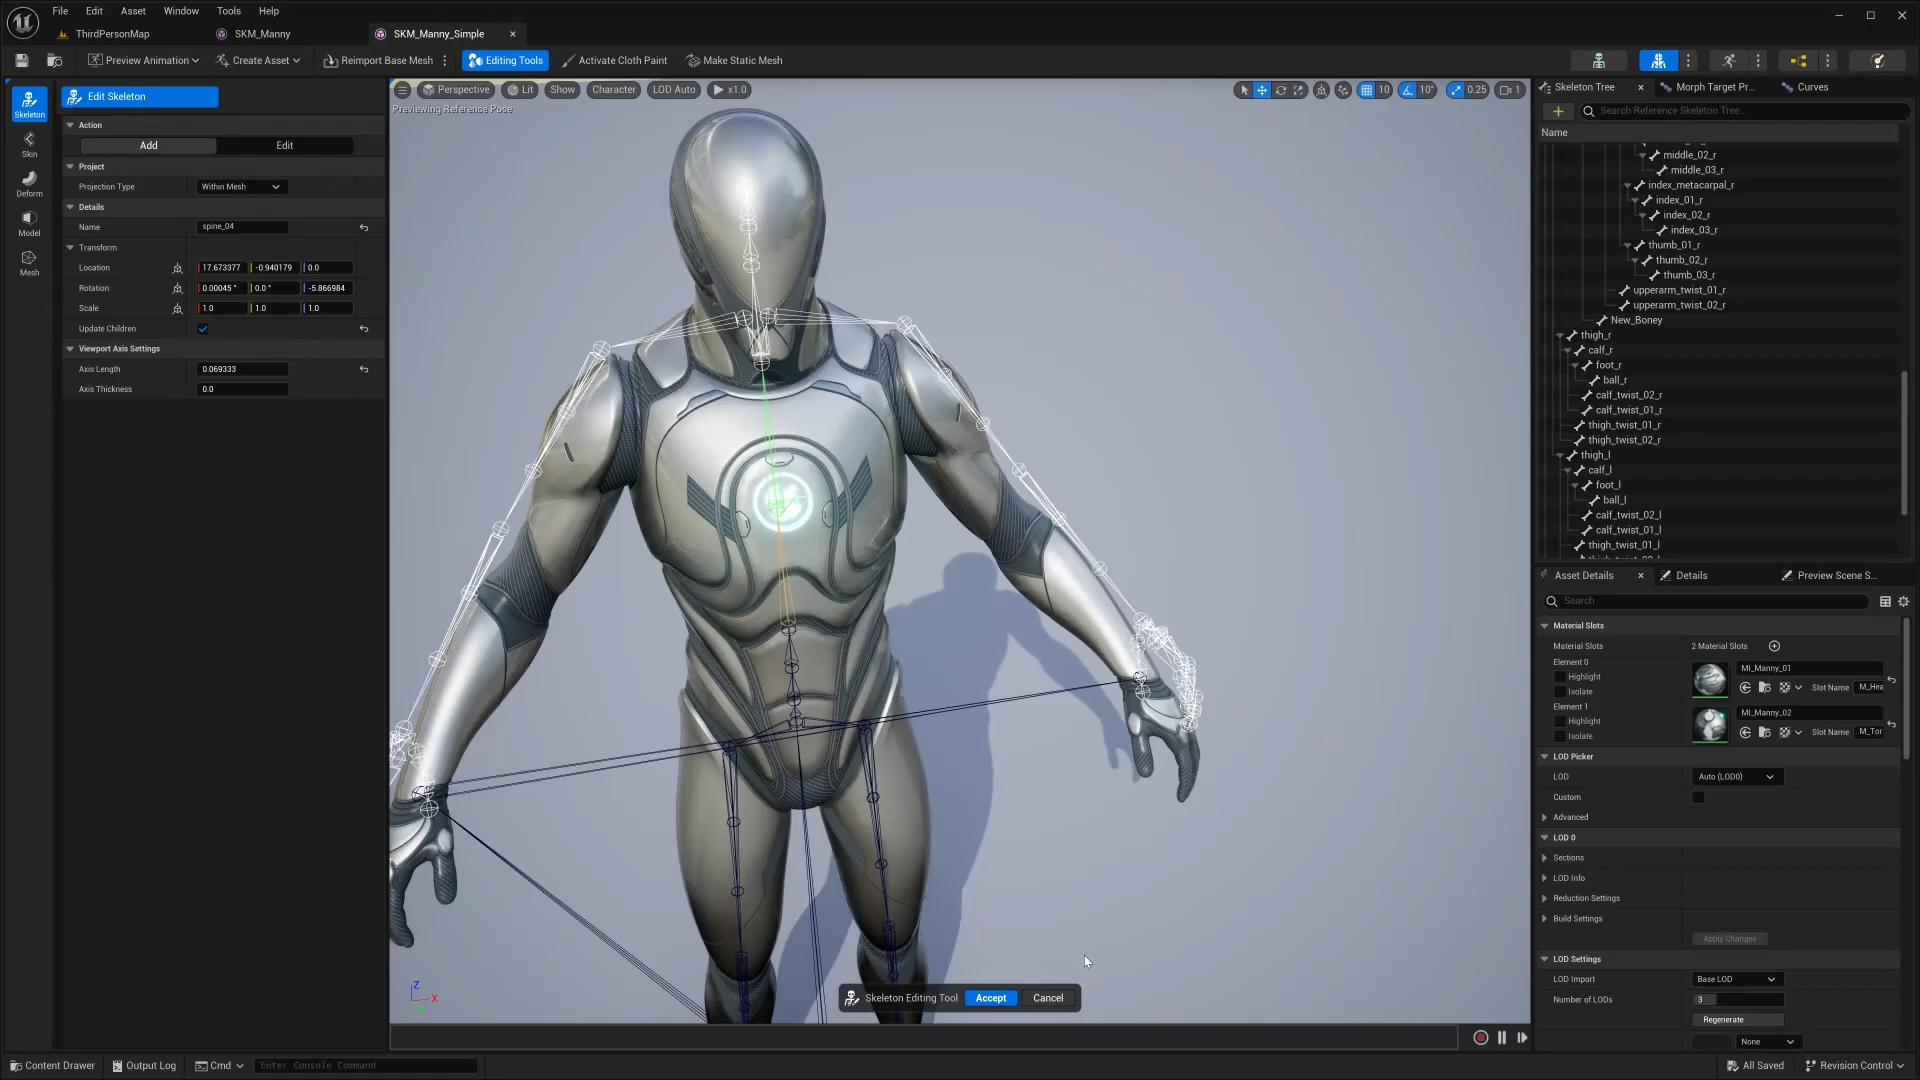 File Edit Asset Window Tools Help
ThirdPersonMap SKM_Manny SKM_Manny_Simple
Preview Animation Create Asset Reimport Base Mesh Editing Tools Activate Cloth Paint Make Static Mesh
Skeleton
Skin
Deform
Model
Mesh
Edit Skeleton
Action
Add Edit
Project
Projection Type Within Mesh
Details
Name spine_04
Transform
Location 17.673377 -0.940179 0.0
Rotation 0.00045 ° 0.0 ° -5.866984
Scale 1.0 1.0 1.0
Update Children
Viewport Axis Settings
Axis Length 0.069333
Axis Thickness 0.0
Perspective Lit Show Character LOD Auto x1.0
10 10° 0.25 1
Previewing Reference Pose
Z
X
Skeleton Editing Tool Accept Cancel
Skeleton Tree Morph Target Pr... Curves
Search Reference Skeleton Tree...
Name
middle_02_r
middle_03_r
index_metacarpal_r
index_01_r
index_02_r
index_03_r
thumb_01_r
thumb_02_r
thumb_03_r
upperarm_twist_01_r
upperarm_twist_02_r
New_Boney
thigh_r
calf_r
foot_r
ball_r
calf_twist_02_r
calf_twist_01_r
thigh_twist_01_r
thigh_twist_02_r
thigh_l
calf_l
foot_l
ball_l
calf_twist_02_l
calf_twist_01_l
thigh_twist_01_l
Asset Details Details Preview Scene S...
Search
Material Slots
Material Slots 2 Material Slots
Element 0
Highlight
Isolate
MI_Manny_01
Slot Name M_Hea
Element 1
Highlight
Isolate
MI_Manny_02
Slot Name M_Tor
LOD Picker
LOD Auto (LOD0)
Custom
Advanced
LOD 0
Sections
LOD Info
Reduction Settings
Build Settings
Apply Changes
LOD Settings
LOD Import Base LOD
Number of LODs 3
Regenerate
None
Content Drawer Output Log Cmd Enter Console Command All Saved Revision Control